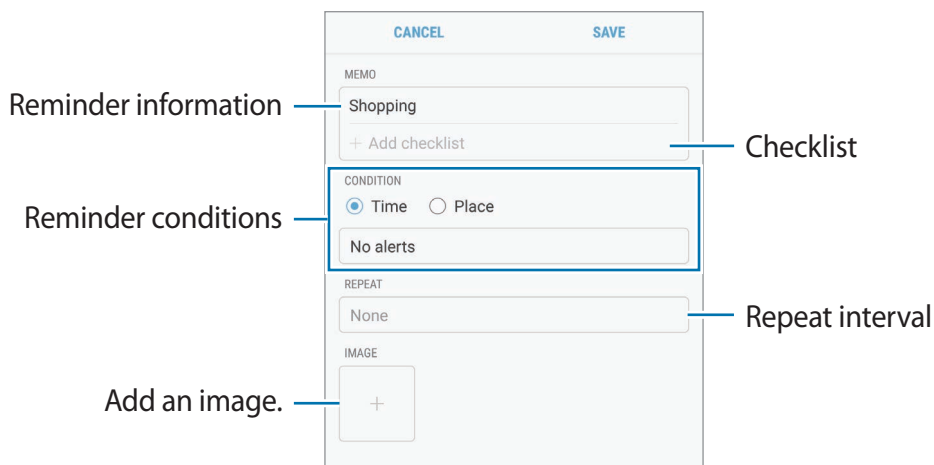 CANCEL SAVE
MEMO
Reminder information
Shopping
+ Add checklist
Checklist
CONDITION
Reminder conditions
Time Place
No alerts
REPEAT
None
Repeat interval
IMAGE
Add an image.
+